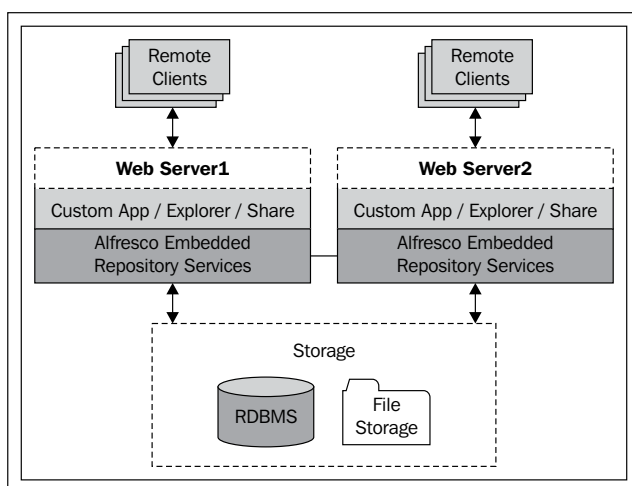 Remote
Clients
Remote
Clients
Web Server1
Web Server2
Custom App / Explorer / Share
Custom App / Explorer / Share
Alfresco Embedded
Repository Services
Alfresco Embedded
Repository Services
Storage
RDBMS
File
Storage